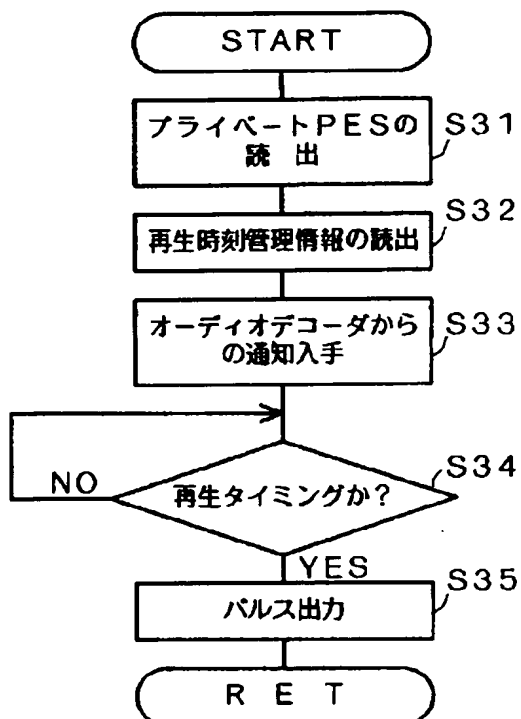 START
プライベートPESの
読出
S31
再生時刻管理情報の読出
S32
オーディオデコーダから
の通知入手
S33
再生タイミングか?
S34
NO
YES
パルス出力
S35
RET